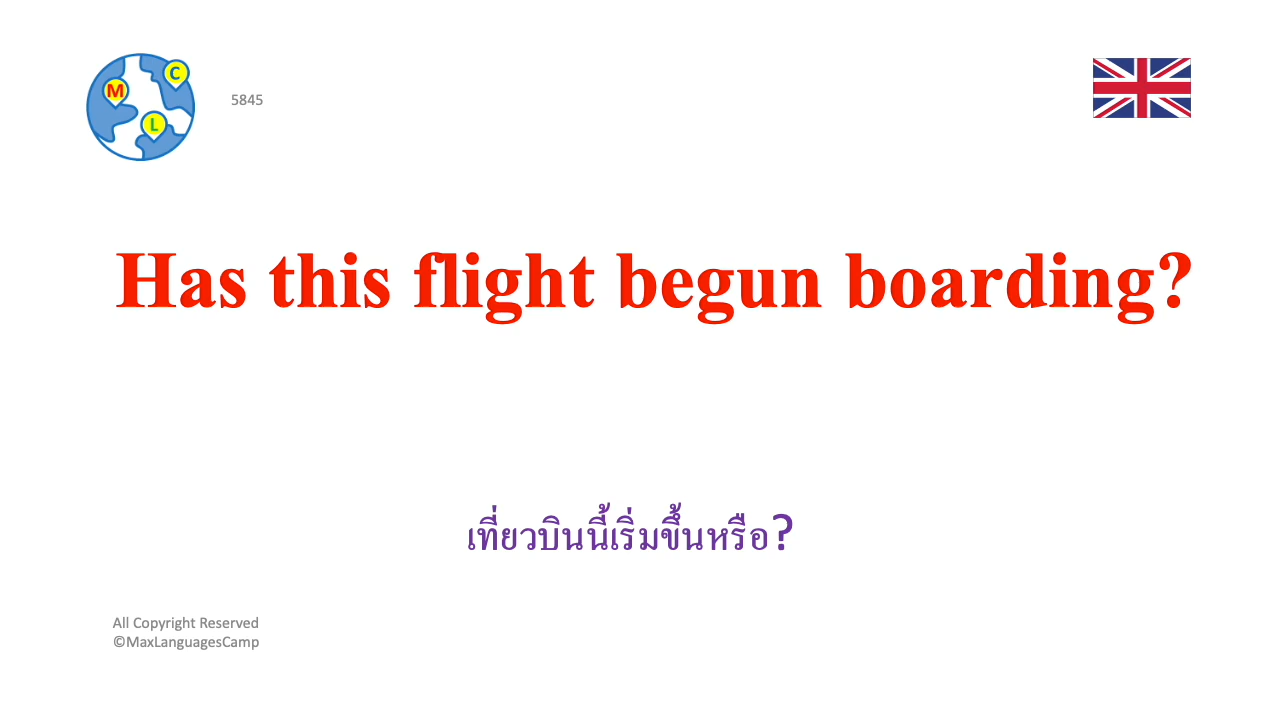 M
C
L
5845
Has this flight begun boarding?
เที่ยวบินนี้เริ่มขึ้นหรือ?
All Copyright Reserved
©MaxLanguagesCamp